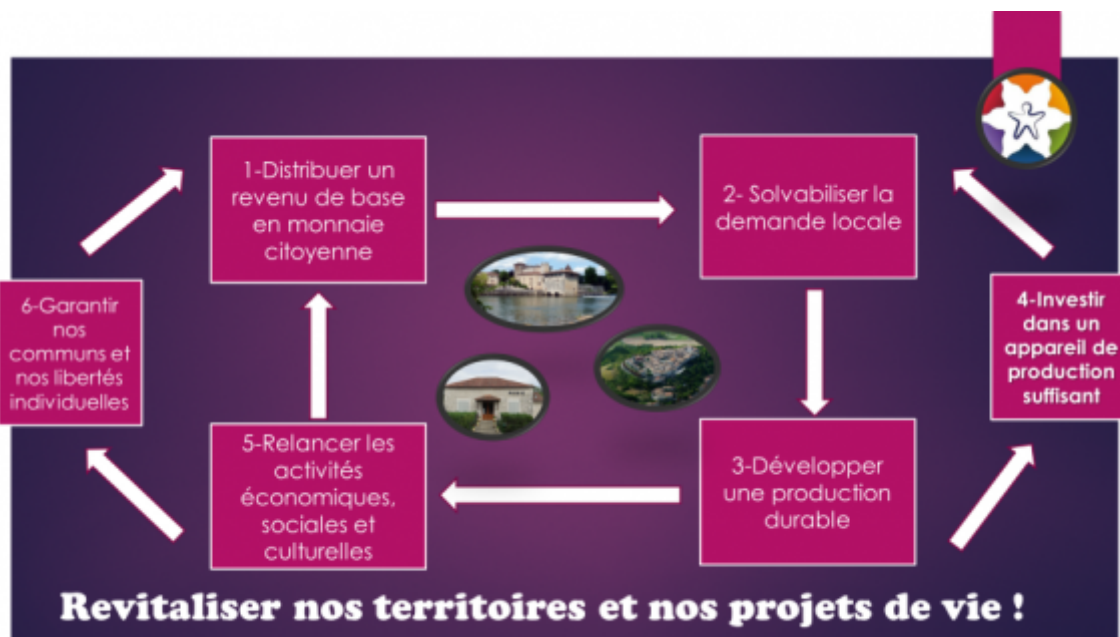 1-Distribuer un
revenu de base
en monnaie
citoyenne
2- Solvabiliser la
demande locale
3-Développer
une production
durable
4-Investir
dans un
appareil de
production
suffisant
5-Relancer les
activités
économiques,
sociales et
culturelles
6-Garantir
nos
communs et
nos libertés
individuelles
Revitaliser nos territoires et nos projets de vie !